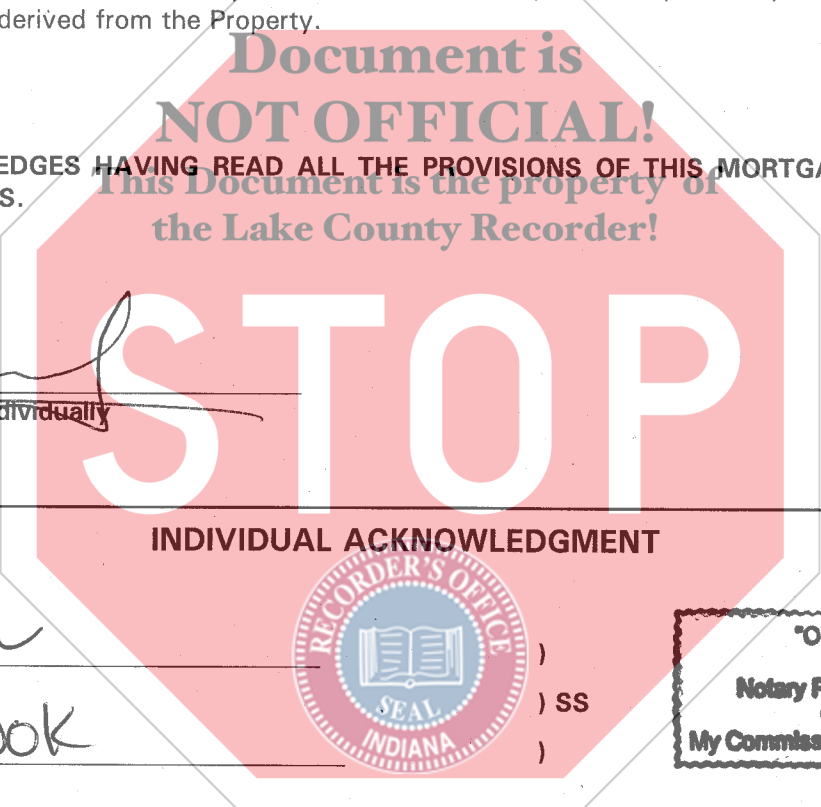 derived from the Property.
Document is
NOT OFFICIAL!
EDGES HAVING READ ALL THE PROVISIONS OF THIS MORTGA
This Document is the property of
S.
the Lake County Recorder!
STOP
dividually
INDIVIDUAL ACKNOWLEDGMENT
RECORDER'S OFFICE
SEAL
INDIANA
)
) SS
)
ook
"O
Notary P
My Commiss